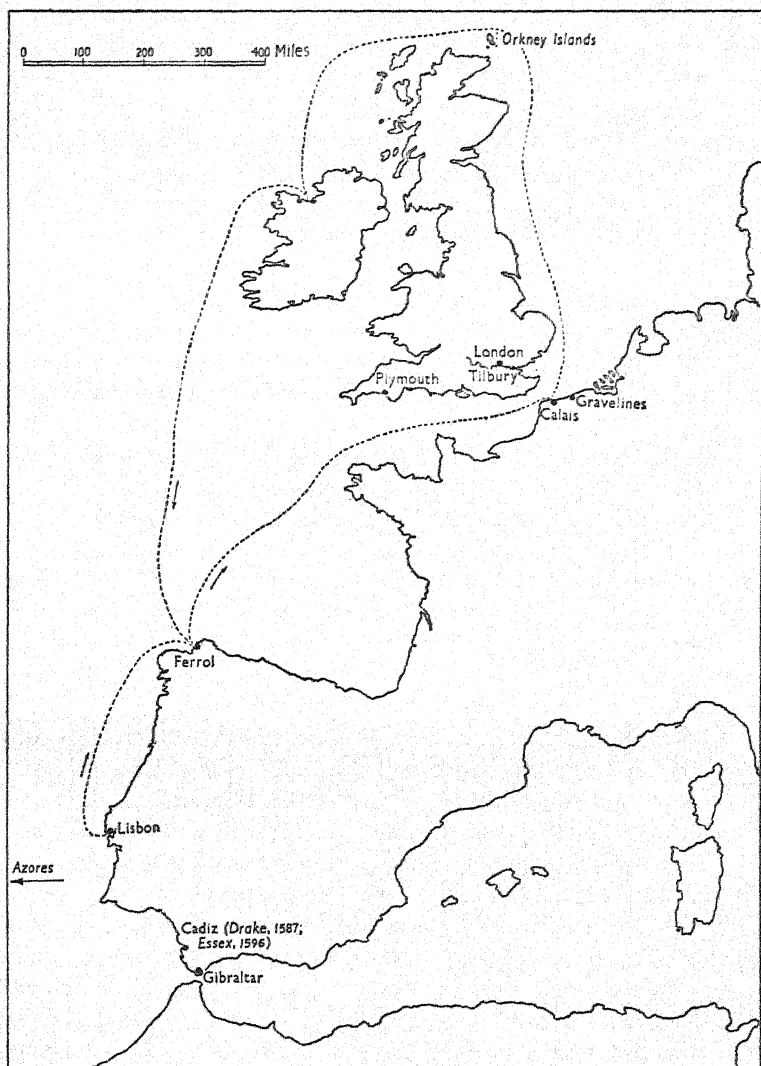 0 100 200 300 400 Miles
Orkney Islands
London
Tilbury
Plymouth
Gravelines
Calais
Ferrol
Lisbon
Azores
Cadiz (Drake, 1587;
Essex, 1596)
Gibraltar